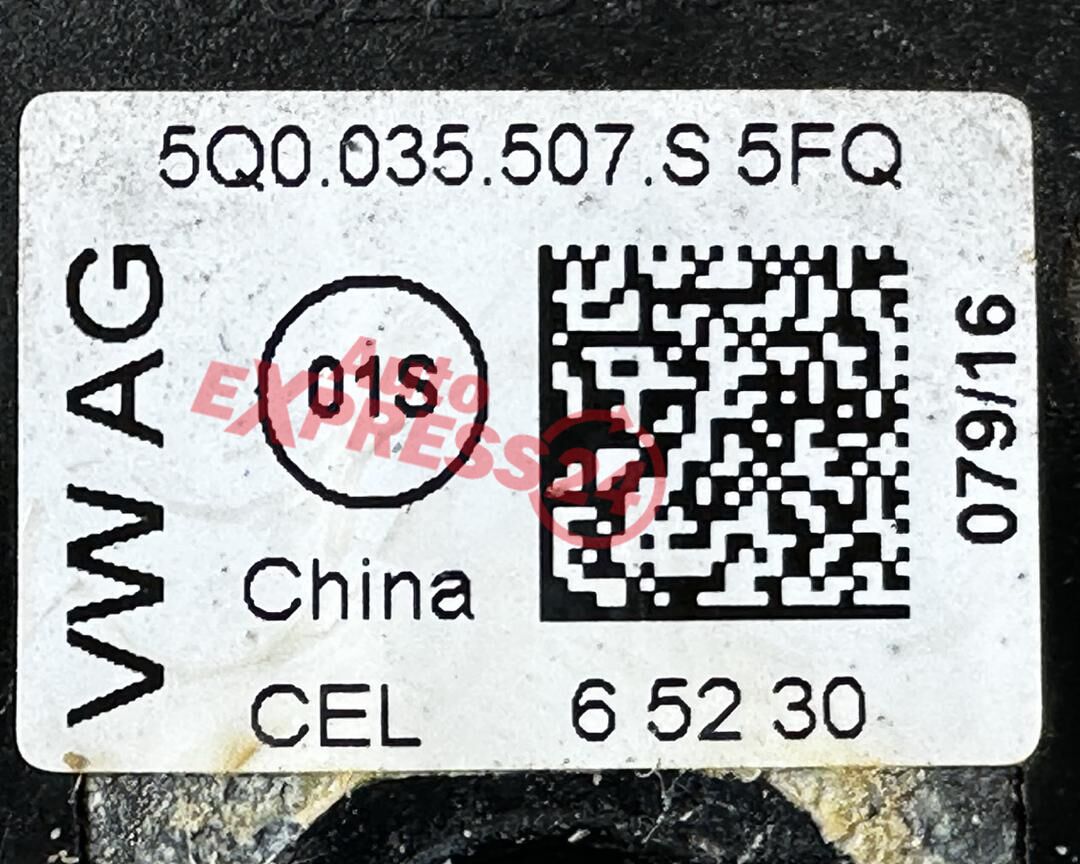 5Q0.035.507.S 5FQ
VW AG
01S
079/16
Auto
EXPRESS24
China
CEL 6 52 30